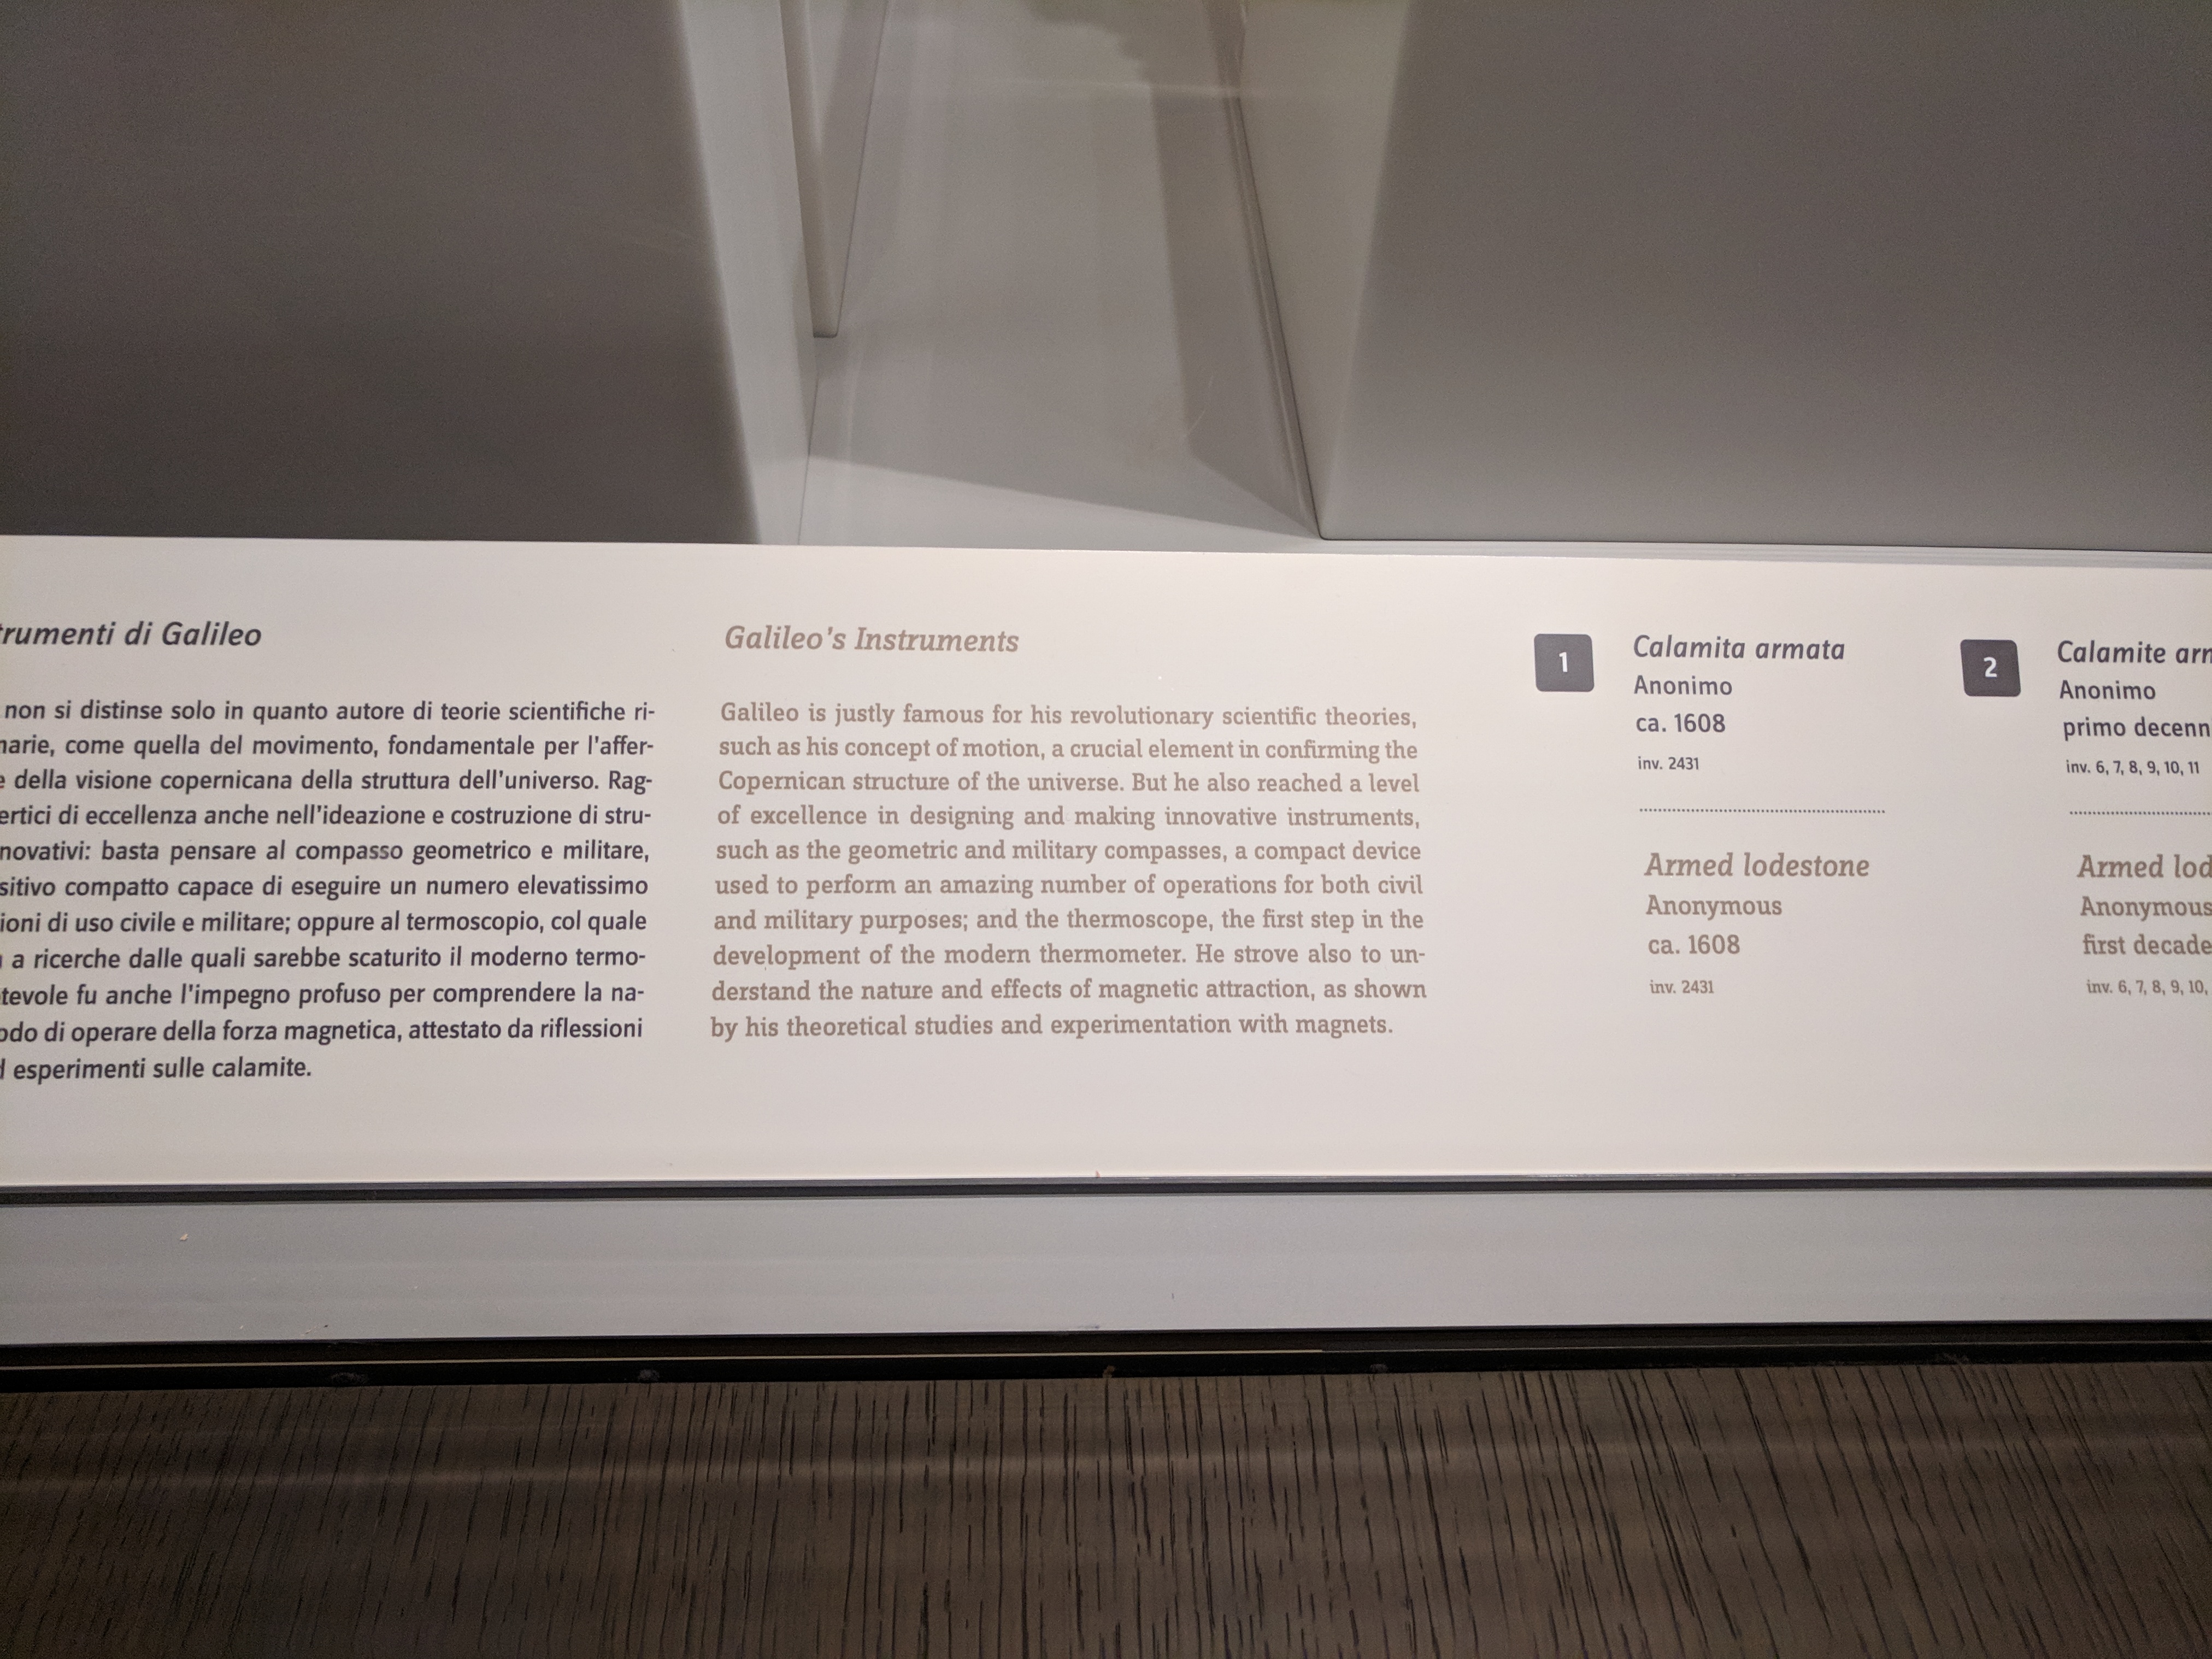 di Galileo
non si distinse solo in quanto autore di teorie scientifiche ri-
come quella del movimento, fondamentale per l'affer-
della visione copernicana della struttura dell'universo. Rag-
di eccellenza anche nell'ideazione e costruzione di stru-
basta pensare al compasso geometrico e militare,
compatto capace di eseguire un numero elevatissimo
di uso civile e militare; oppure al termoscopio, col quale
a ricerche dalle quali sarebbe scaturito il moderno termo-
fu anche l'impegno profuso per comprendere la na-
di operare della forza magnetica, attestato da riflessioni
esperimenti sulle calamite.
Galileo's Instruments
Galileo is justly famous for his revolutionary scientific theories,
such as his concept of motion, a crucial element in confirming the
Copernican structure of the universe. But he also reached a level
of excellence in designing and making innovative instruments,
such as the geometric and military compasses, a compact device
used to perform an amazing number of operations for both civil
and military purposes; and the thermoscope, the first step in the
development of the modern thermometer. He strove also to un-
derstand the nature and effects of magnetic attraction, as shown
by his theoretical studies and experimentation with magnets.
1
Calamita armata
Anonimo
ca. 1608
inv. 2431
Armed lodestone
Anonymous
ca. 1608
inv. 2431
2
Calamite
Anonimo
primo
inv. 6, 7, 8, 9, 10, 11
Armed
Anonymous
first decade
inv. 6, 7, 8, 9, 10,